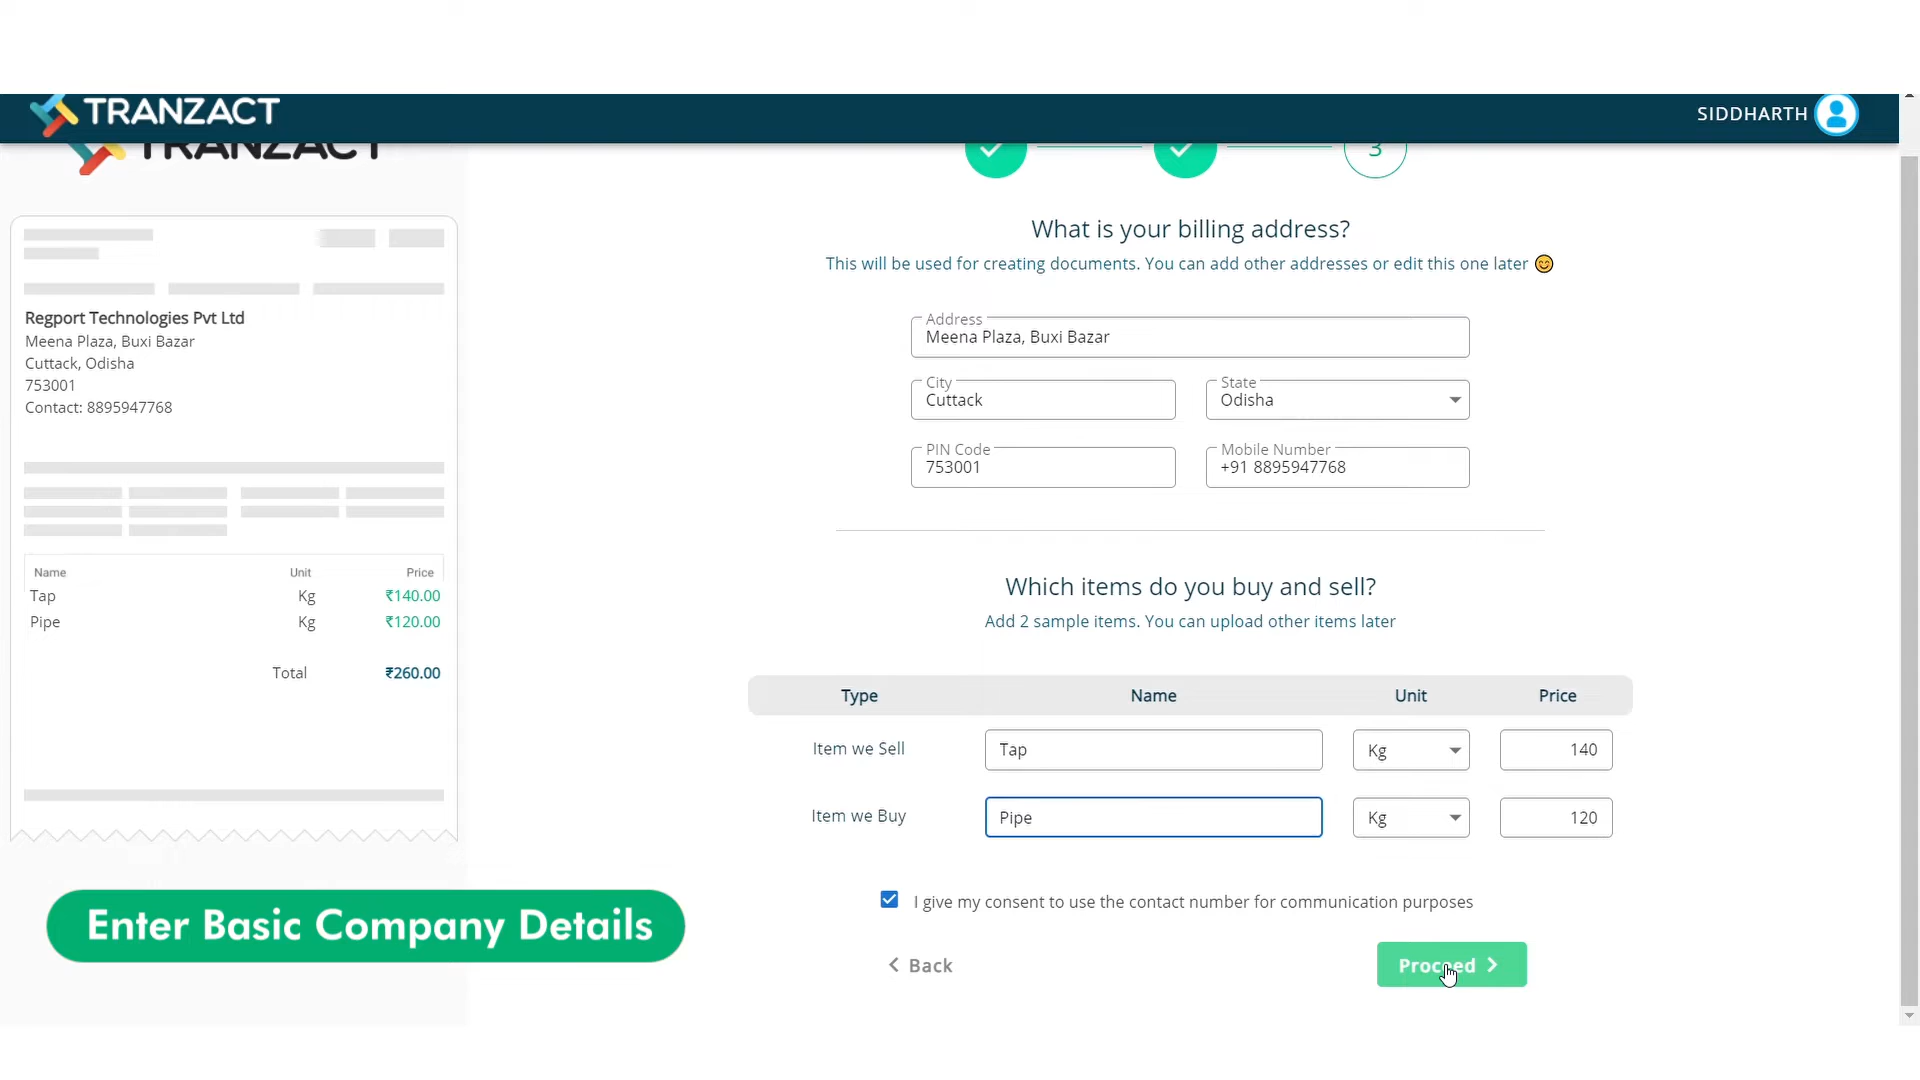 TRANZACT
SIDDHARTH
TRANZACT
3
What is your billing address?
This will be used for creating documents. You can add other addresses or edit this one later
Regport Technologies Pvt Ltd
Meena Plaza, Buxi Bazar
Cuttack, Odisha
753001
Contact: 8895947768
Name Unit Price
Tap Kg ₹140.00
Pipe Kg ₹120.00
Total ₹260.00
Address
Meena Plaza, Buxi Bazar
City State
Cuttack Odisha
PIN Code Mobile Number
753001 +91 8895947768
Which items do you buy and sell?
Add 2 sample items. You can upload other items later
Type Name Unit Price
Item we Sell Tap Kg 140
Item we Buy Pipe Kg 120
I give my consent to use the contact number for communication purposes
Enter Basic Company Details
Back Proceed